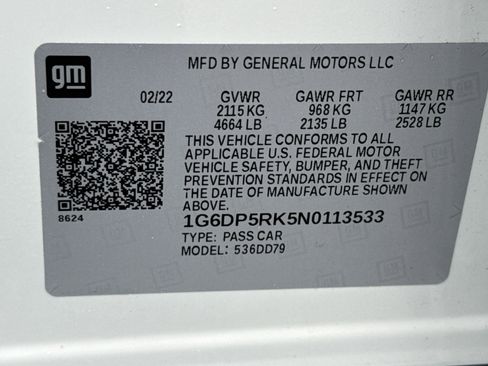 gm
MFD BY GENERAL MOTORS LLC
02/22 GVWR GAWR FRT GAWR RR
2115 KG 968 KG 1147 KG
4664 LB 2135 LB 2528 LB
THIS VEHICLE CONFORMS TO ALL
APPLICABLE U.S. FEDERAL MOTOR
VEHICLE SAFETY, BUMPER, AND THEFT
PREVENTION STANDARDS IN EFFECT ON
THE DATE OF MANUFACTURE SHOWN
ABOVE.
8624
1G6DP5RK5N0113533
TYPE: PASS CAR
MODEL: 536DD79